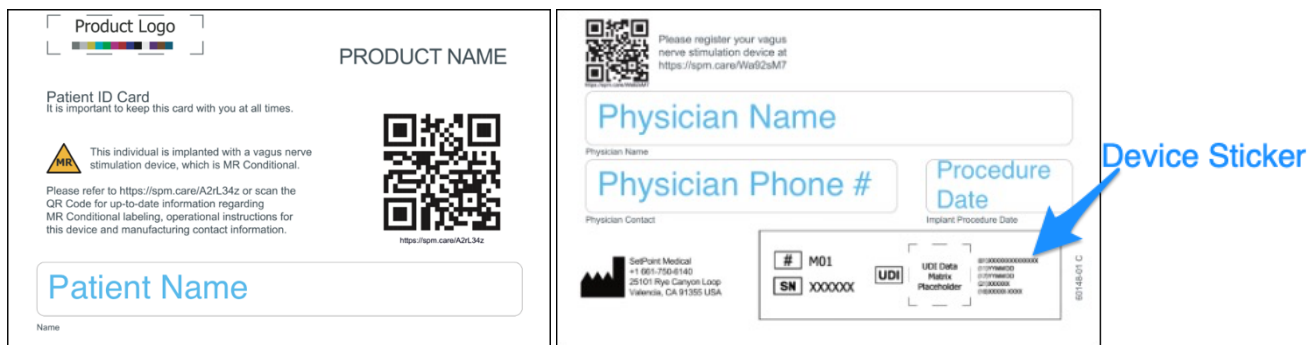 Product Logo
PRODUCT NAME
Patient ID Card
It is important to keep this card with you at all times.
MR
This individual is implanted with a vagus nerve
stimulation device, which is MR Conditional.
Please refer to https://spm.care/A2rL34z or scan the
QR Code for up-to-date information regarding
MR Conditional labeling, operational instructions for
this device and manufacturing contact information.
https://spm.care/A2rL34z
Patient Name
Name
Please register your vagus
nerve stimulation device at
https://spm.care/Wa92sM7
https://spm.care/Wa92sM7
Physician Name
Physician Name
Physician Phone #
Physician Contact
Procedure
Date
Implant Procedure Date
Device Sticker
SetPoint Medical
+1 661-750-6140
25101 Rye Canyon Loop
Valencia, CA 91355 USA
# M01
SN XXXXXX
UDI
UDI Data
Matrix
Placeholder
60148-01 C